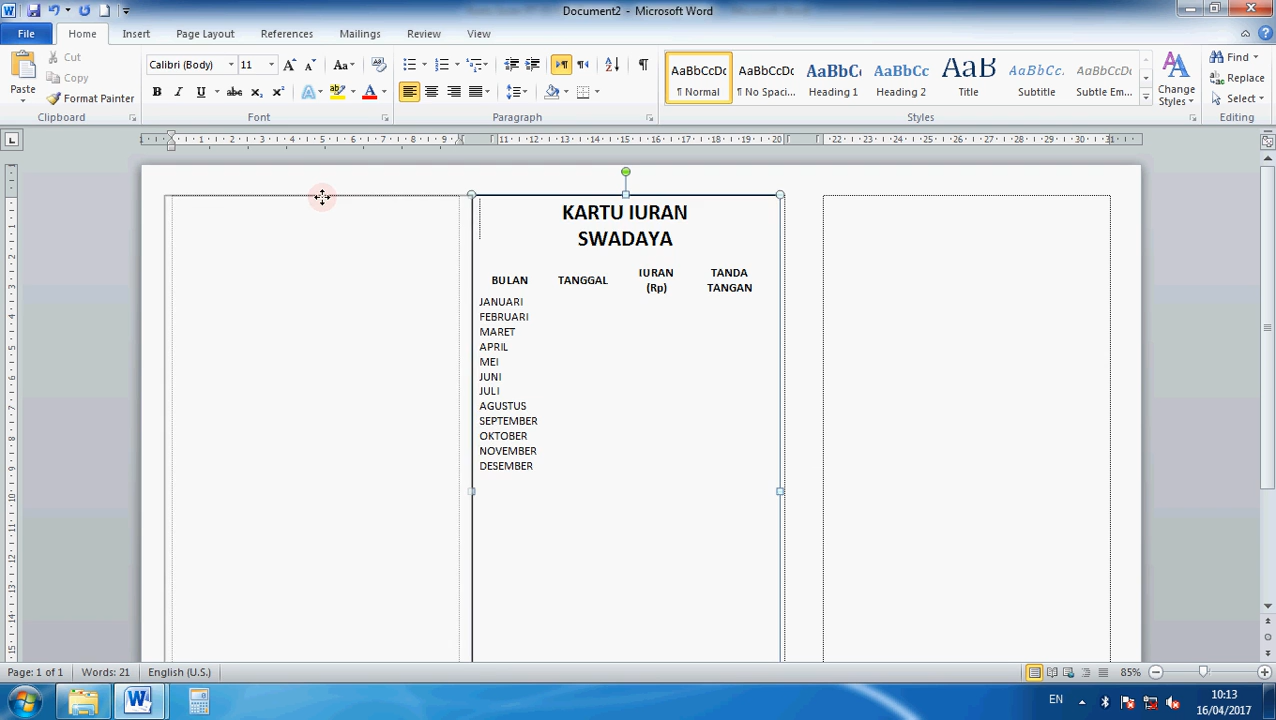 Document2 - Microsoft Word
File Home Insert Page Layout References Mailings Review View
Paste
Cut
Copy
Format Painter
Clipboard
Calibri (Body) 11
Font
Paragraph
AaBbCcDc AaBbCcDc AaBbC AaBbCc AaB AaBbCc. AaBbCcDc
¶ Normal ¶ No Spaci... Heading 1 Heading 2 Title Subtitle Subtle Em...
Change Styles
Styles
Find
Replace
Select
Editing
KARTU IURAN
SWADAYA
BULAN TANGGAL IURAN (Rp) TANDA TANGAN
JANUARI
FEBRUARI
MARET
APRIL
MEI
JUNI
JULI
AGUSTUS
SEPTEMBER
OKTOBER
NOVEMBER
DESEMBER
Page: 1 of 1 Words: 21 English (U.S.) 85%
EN 10:13
16/04/2017